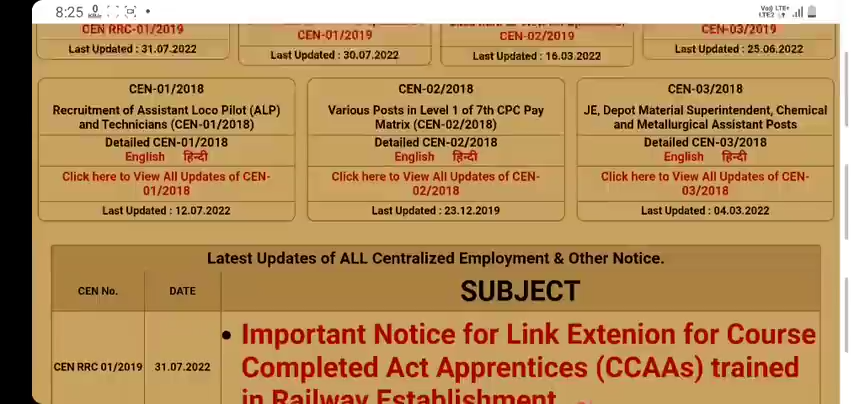 8:25
CEN RRC-01/2019
CEN-01/2019
CEN-02/2019
CEN-03/2019
Last Updated : 31.07.2022
Last Updated : 30.07.2022
Last Updated : 16.03.2022
Last Updated : 25.06.2022
CEN-01/2018
Recruitment of Assistant Loco Pilot (ALP)
and Technicians (CEN-01/2018)
Detailed CEN-01/2018
English हिन्दी
Click here to View All Updates of CEN-
01/2018
Last Updated : 12.07.2022
CEN-02/2018
Various Posts in Level 1 of 7th CPC Pay
Matrix (CEN-02/2018)
Detailed CEN-02/2018
English हिन्दी
Click here to View All Updates of CEN-
02/2018
Last Updated : 23.12.2019
CEN-03/2018
JE, Depot Material Superintendent, Chemical
and Metallurgical Assistant Posts
Detailed CEN-03/2018
English हिन्दी
Click here to View All Updates of CEN-
03/2018
Last Updated : 04.03.2022
Latest Updates of ALL Centralized Employment & Other Notice.
CEN No. DATE SUBJECT
CEN RRC 01/2019 31.07.2022
• Important Notice for Link Extenion for Course
Completed Act Apprentices (CCAAs) trained
in Railway Establishment